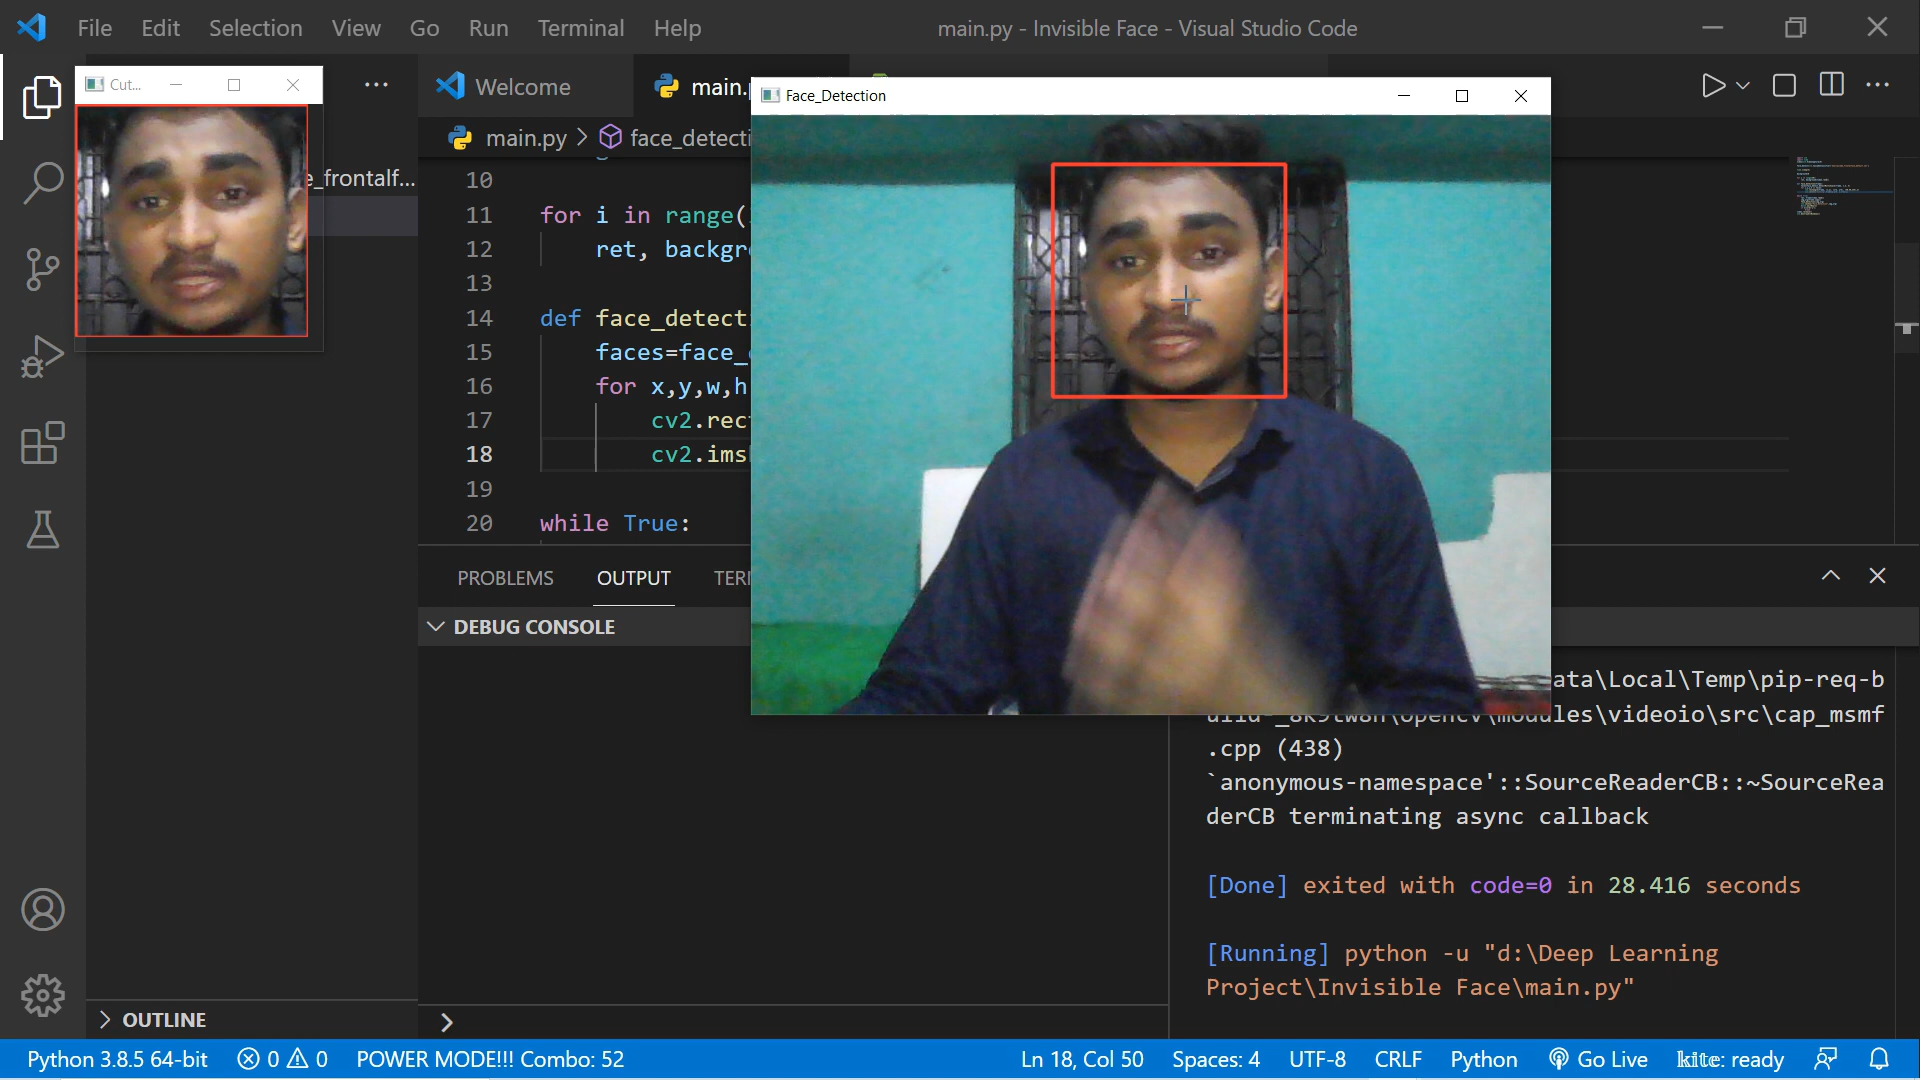 File Edit Selection View Go Run Terminal Help
main.py - Invisible Face - Visual Studio Code
Cut...
Welcome
main.
Face_Detection
main.py > face_detecti
e_frontalf...
10
11 for i in range(
12 ret, backgr
13
14 def face_detect
15 faces=face_
16 for x,y,w,h
17 cv2.rec
18 cv2.ims
19
20 while True:
PROBLEMS OUTPUT TER
DEBUG CONSOLE
ata\Local\Temp\pip-req-b
\opencv\modules\videoio\src\cap_msmf
.cpp (438)
`anonymous-namespace'::SourceReaderCB::~SourceRea
derCB terminating async callback
[Done] exited with code=0 in 28.416 seconds
[Running] python -u "d:\Deep Learning
Project\Invisible Face\main.py"
OUTLINE
Python 3.8.5 64-bit 0 0 POWER MODE!!! Combo: 52
Ln 18, Col 50 Spaces: 4 UTF-8 CRLF Python Go Live kite: ready